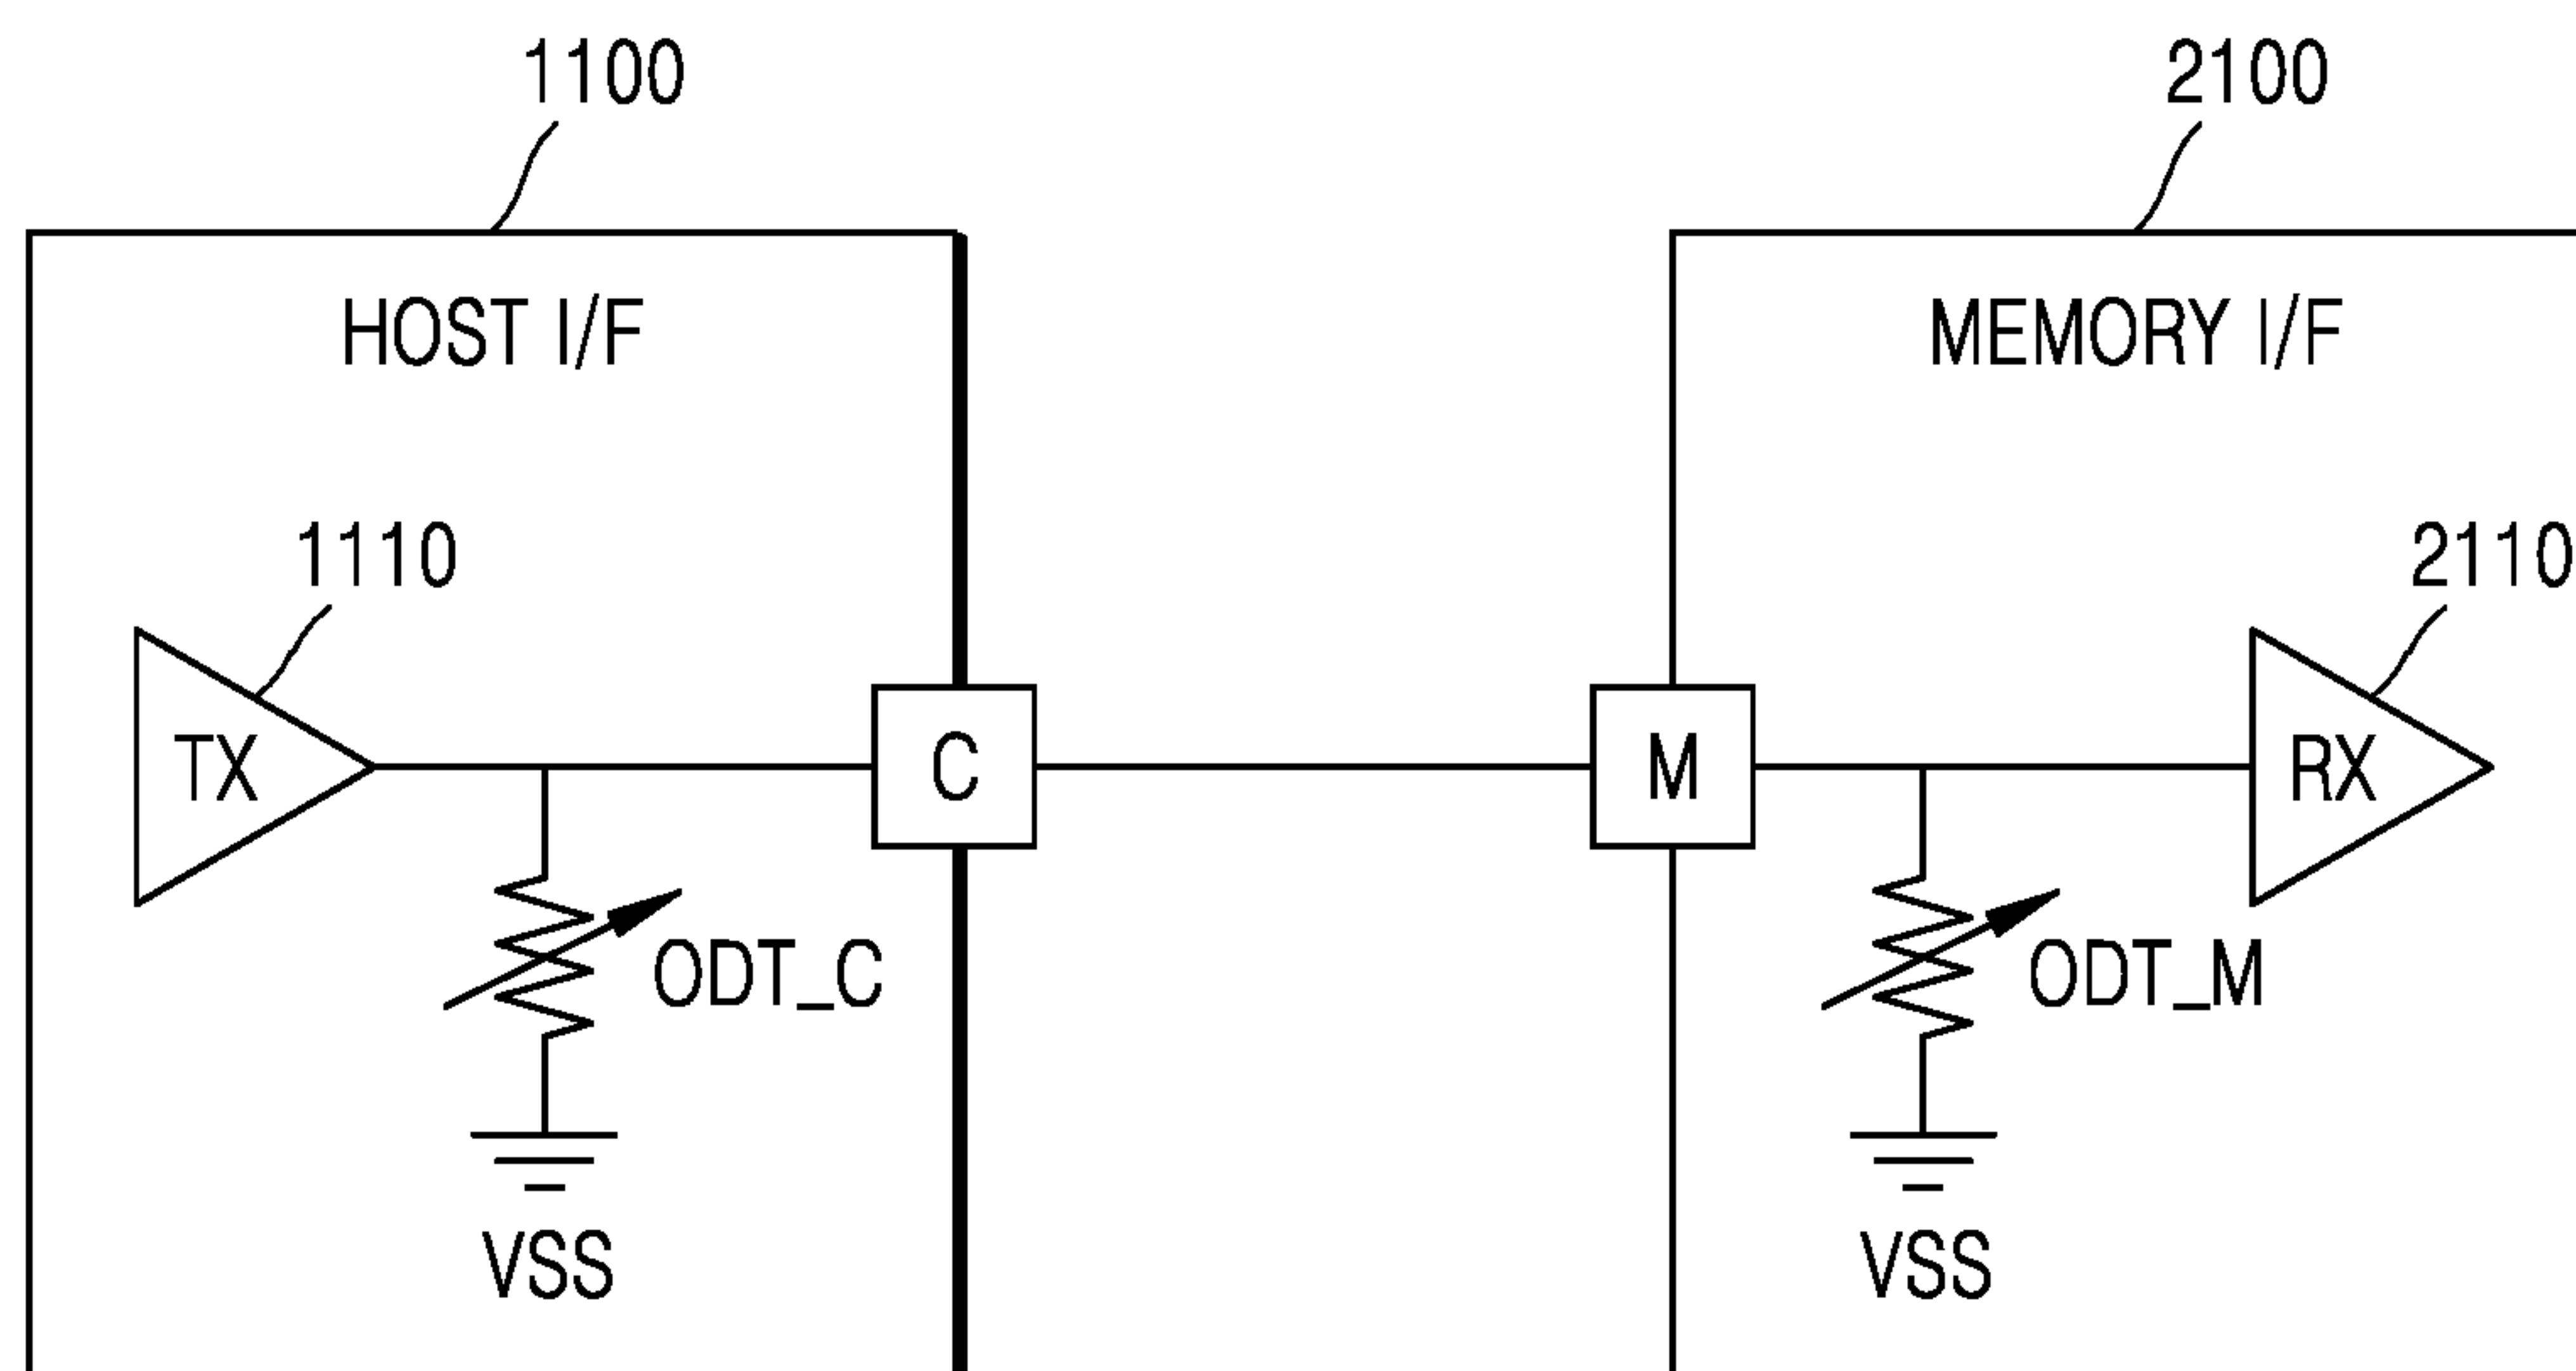 1100
2100
HOST I/F
MEMORY I/F
1110
2110
TX
C
M
RX
ODT_C
ODT_M
VSS
VSS